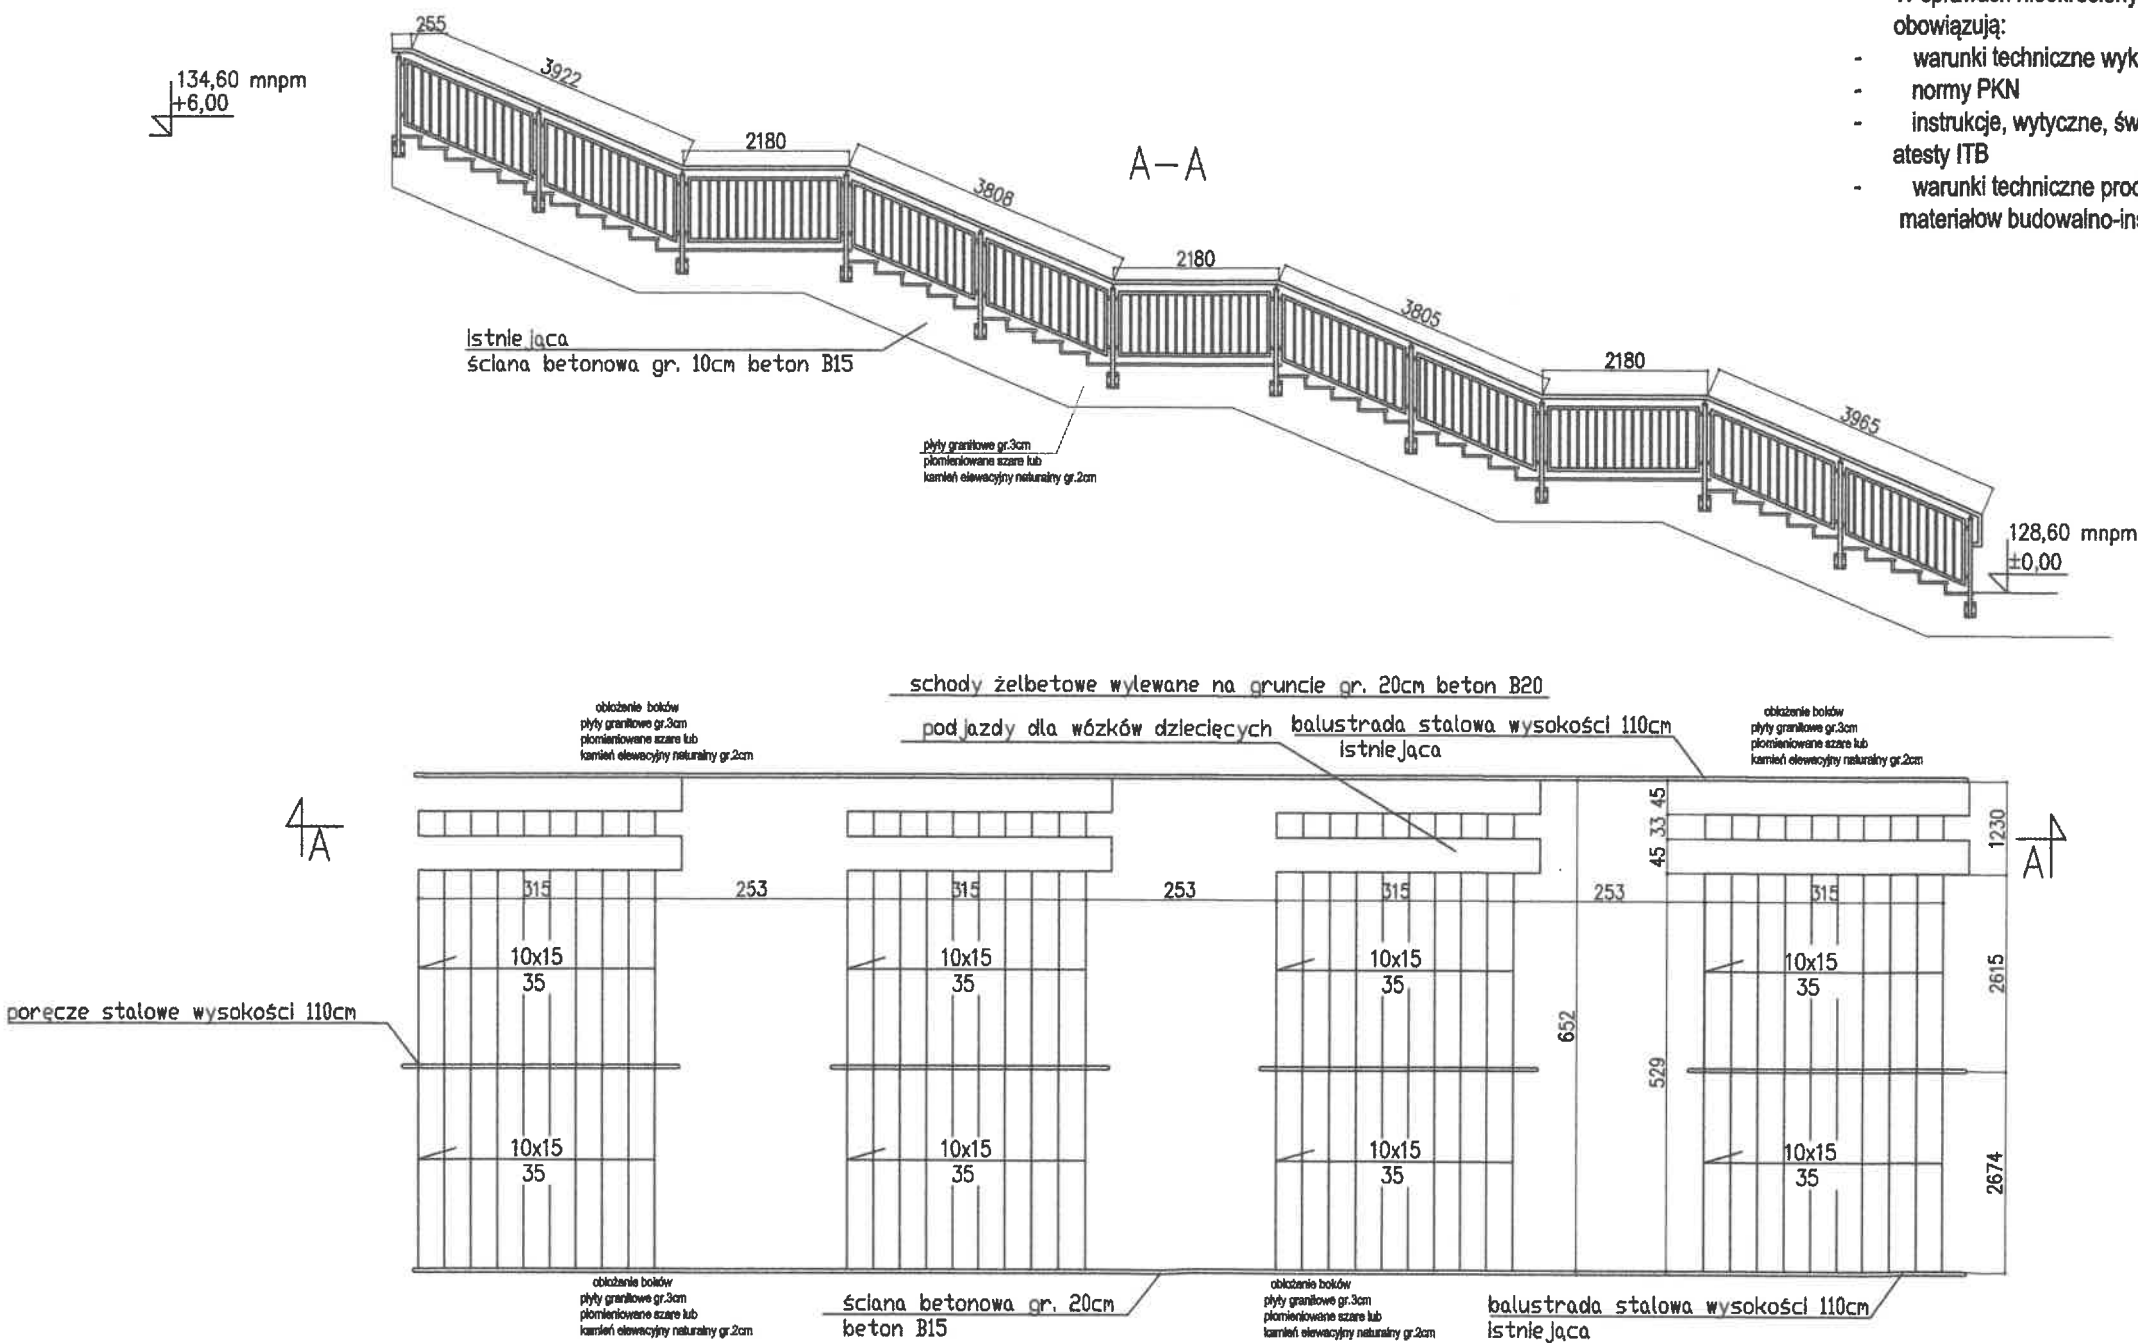 obowiązują:
- warunki techniczne wyk
- normy PKN
- instrukcje, wytyczne, św
atesty ITB
- warunki techniczne proc
materiałow budowalno-ins
255
3922
134,60 mnpm
+6,00
2180
A-A
3808
2180
3805
2180
3965
istniejąca
ściana betonowa gr. 10cm beton B15
płyty granitowe gr.3cm
płomieniowane szare lub
kamień elewacyjny naturalny gr.2cm
128,60 mnpm
±0,00
schody żelbetowe wylewane na gruncie gr. 20cm beton B20
podjazdy dla wózków dziecięcych
balustrada stalowa wysokości 110cm
istniejąca
obłożenie boków
płyty granitowe gr.3cm
płomieniowane szare lub
kamień elewacyjny naturalny gr.2cm
obłożenie boków
płyty granitowe gr.3cm
płomieniowane szare lub
kamień elewacyjny naturalny gr.2cm
A
A
45
33
45
1230
315
253
315
253
315
253
315
10x15
35
10x15
35
10x15
35
10x15
35
2615
poręcze stalowe wysokości 110cm
652
529
10x15
35
10x15
35
10x15
35
10x15
35
2674
obłożenie boków
płyty granitowe gr.3cm
płomieniowane szare lub
kamień elewacyjny naturalny gr.2cm
ściana betonowa gr. 20cm
beton B15
obłożenie boków
płyty granitowe gr.3cm
płomieniowane szare lub
kamień elewacyjny naturalny gr.2cm
balustrada stalowa wysokości 110cm
istniejąca